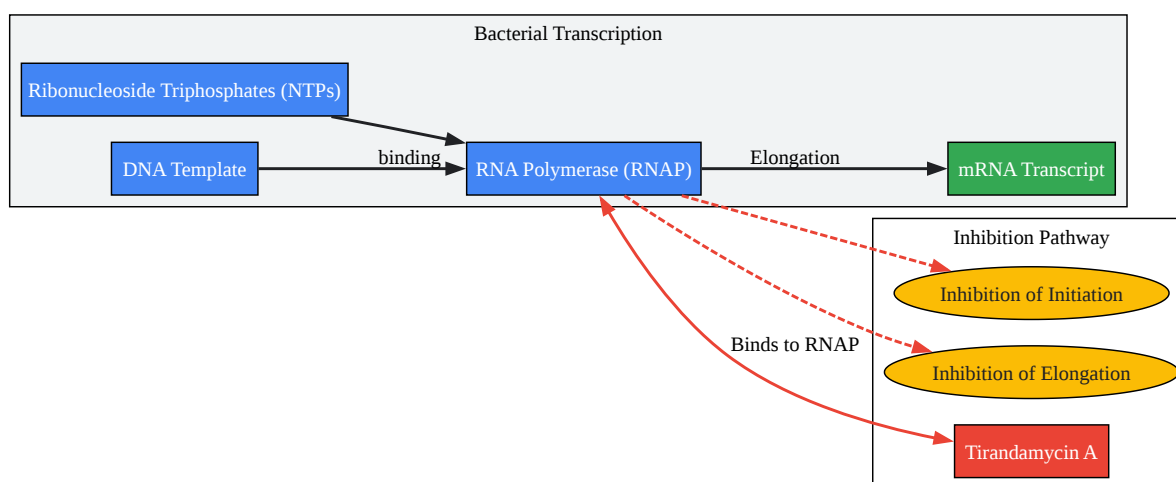 Bacterial Transcription
Ribonucleoside Triphosphates (NTPs)
DNA Template
binding
RNA Polymerase (RNAP)
Elongation
mRNA Transcript
Inhibition Pathway
Inhibition of Initiation
Binds to RNAP
Inhibition of Elongation
Tirandamycin A